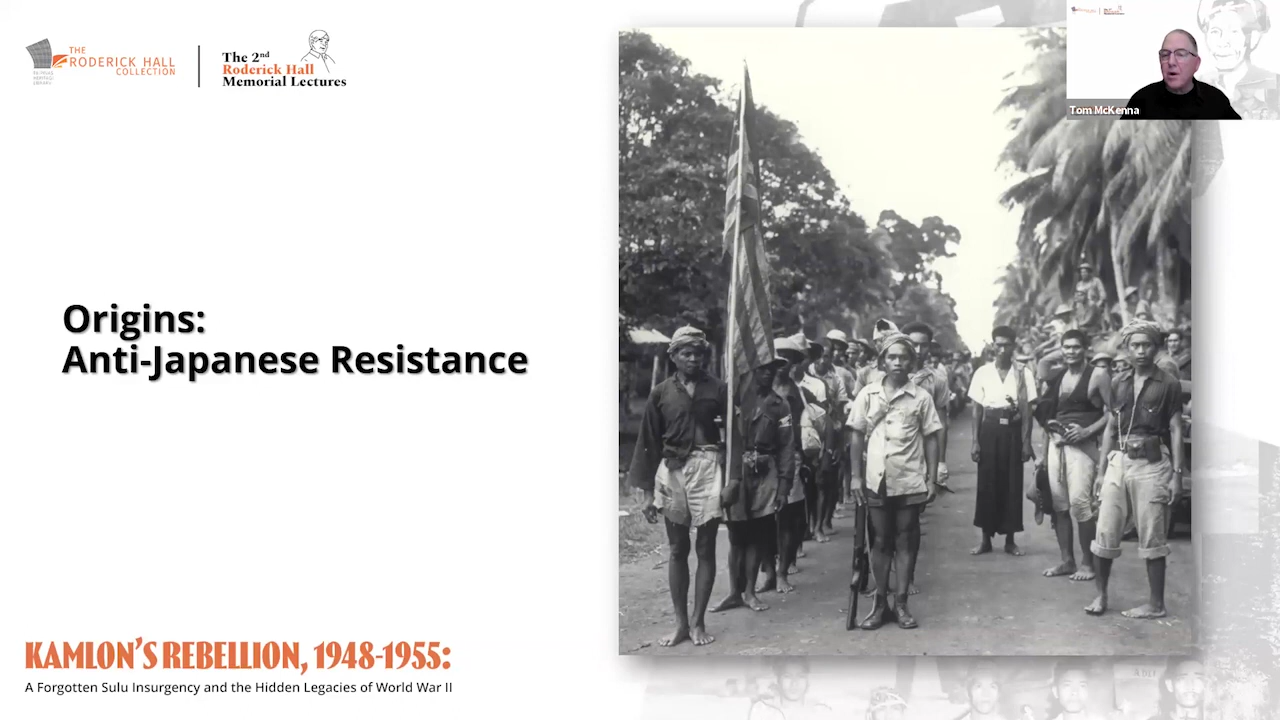 THE
RODERICK HALL
COLLECTION
The 2nd
Roderick Hall
Memorial Lectures
Tom McKenna
Origins:
Anti-Japanese Resistance
KAMLON'S REBELLION, 1948-1955:
A Forgotten Sulu Insurgency and the Hidden Legacies of World War II